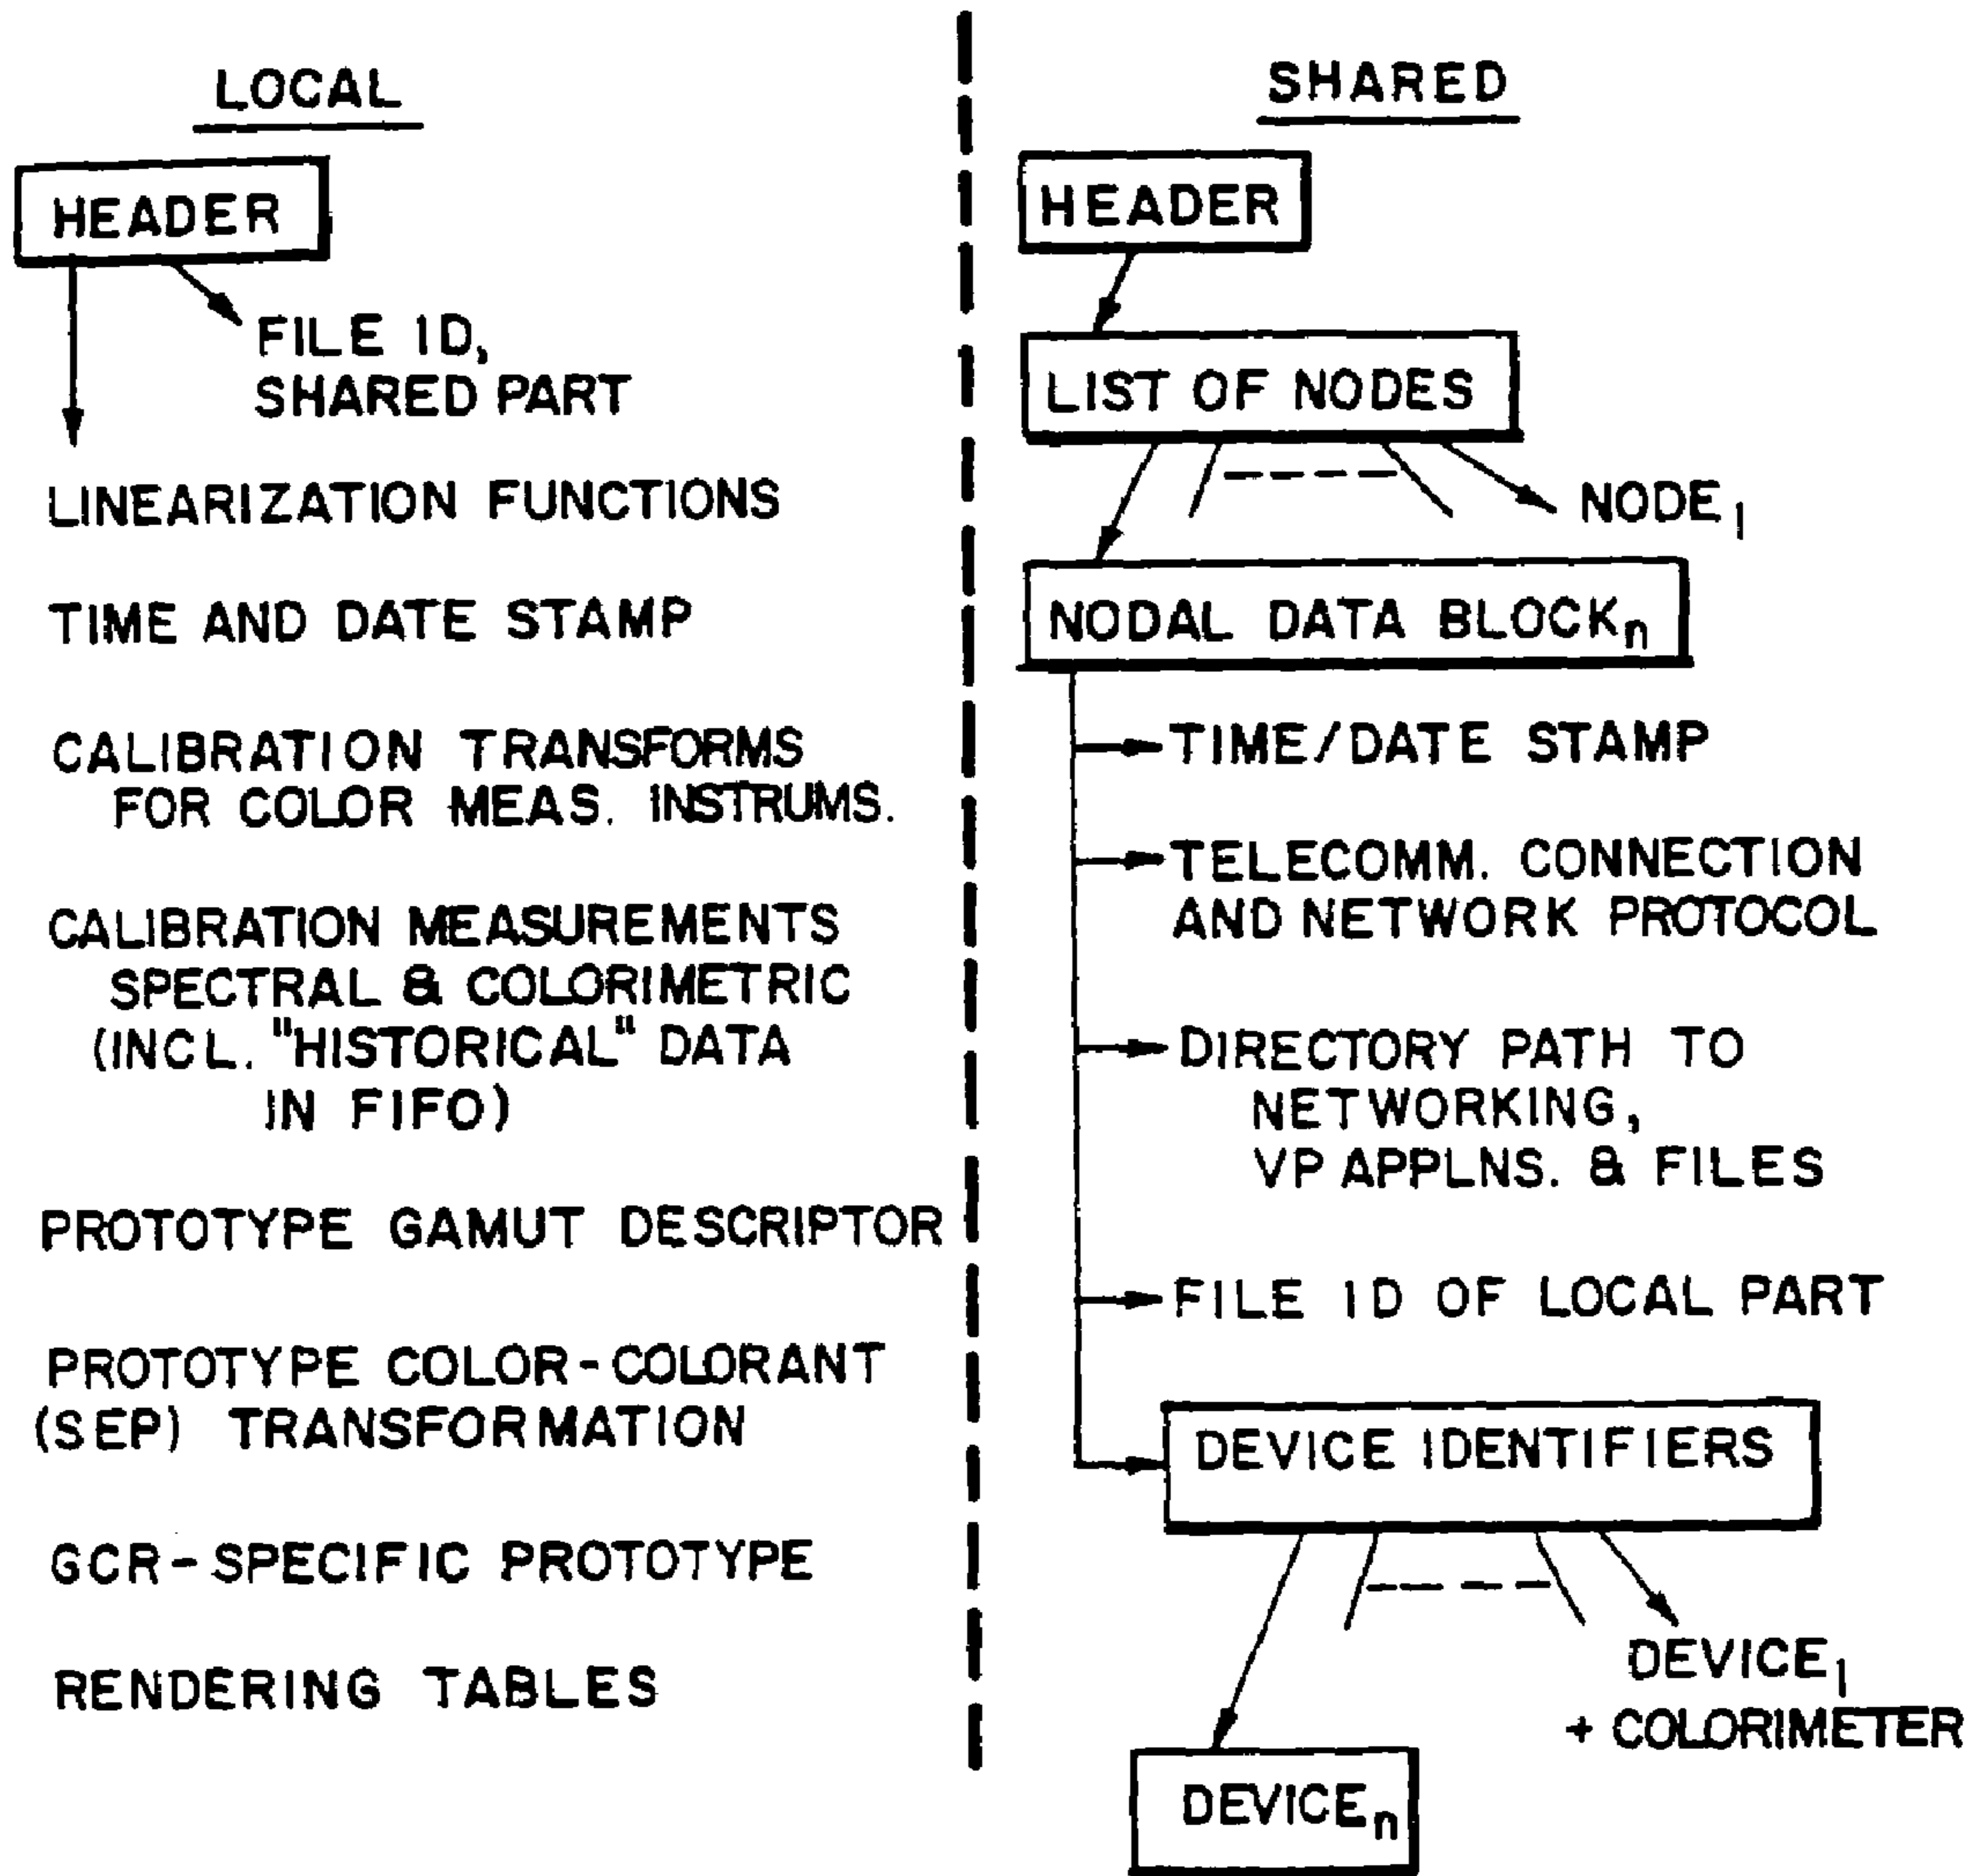 LOCAL
HEADER
FILE ID,
SHARED PART
LINEARIZATION FUNCTIONS
TIME AND DATE STAMP
CALIBRATION TRANSFORMS
FOR COLOR MEAS. INSTRUMS.
CALIBRATION MEASUREMENTS
SPECTRAL & COLORIMETRIC
(INCL. "HISTORICAL" DATA
IN FIFO)
PROTOTYPE GAMUT DESCRIPTOR
PROTOTYPE COLOR-COLORANT
(SEP) TRANSFORMATION
GCR-SPECIFIC PROTOTYPE
RENDERING TABLES
SHARED
HEADER
LIST OF NODES
NODE1
NODAL DATA BLOCKn
TIME/DATE STAMP
TELECOMM. CONNECTION
AND NETWORK PROTOCOL
DIRECTORY PATH TO
NETWORKING,
VP APPLNS. & FILES
FILE ID OF LOCAL PART
DEVICE IDENTIFIERS
DEVICE1
+ COLORIMETER
DEVICEn